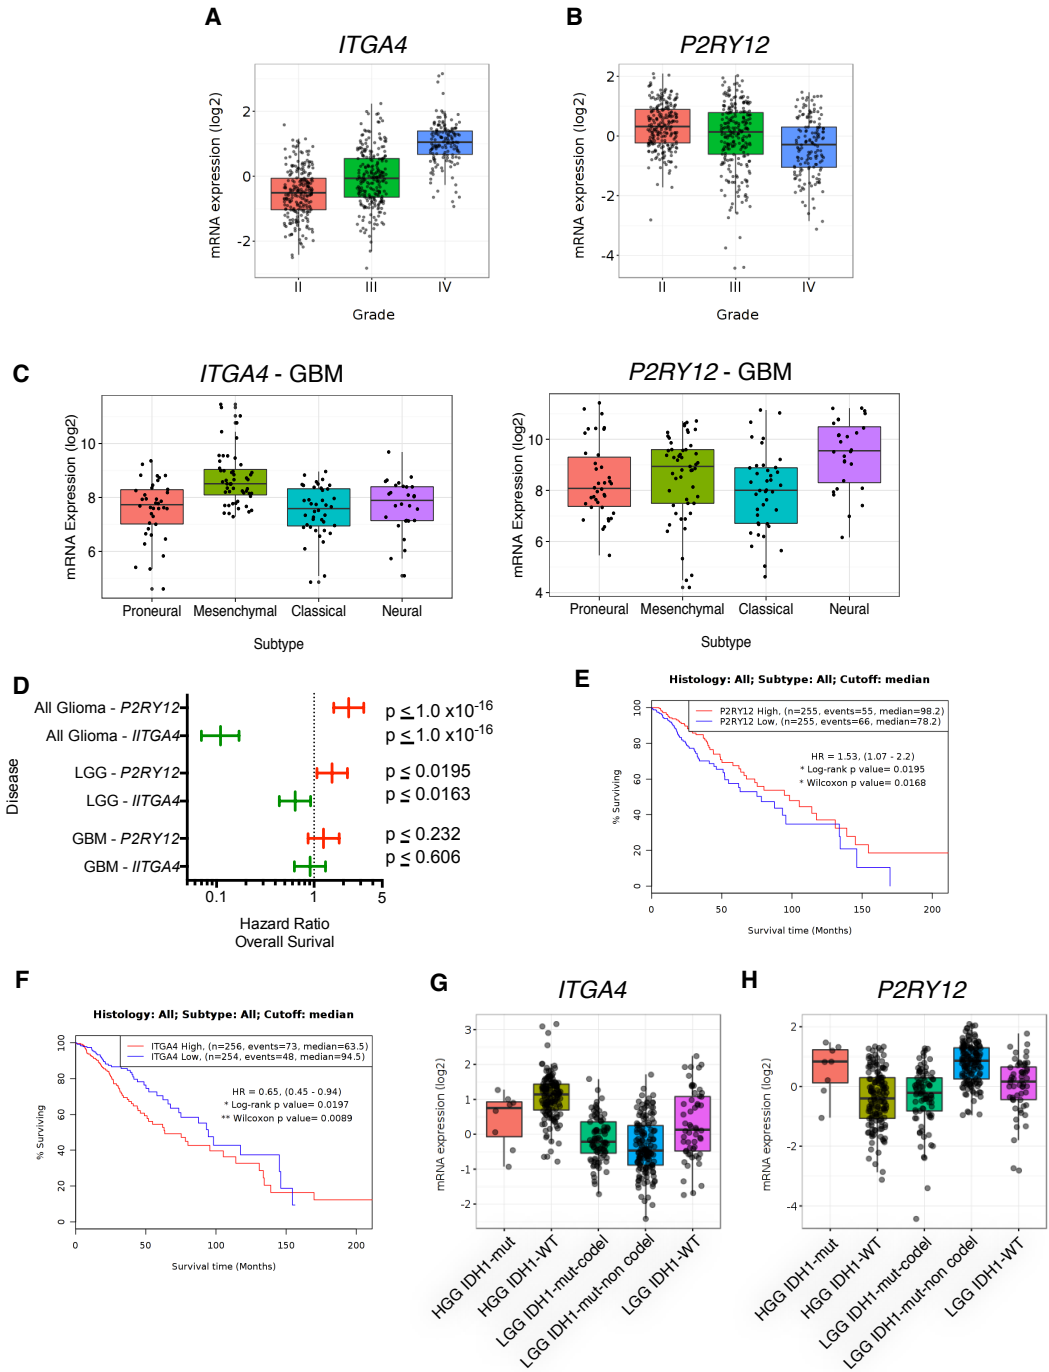 A
B
ITGA4
P2RY12
mRNA expression (log2)
2
0
-2
II
III
IV
Grade
mRNA expression (log2)
2
0
-2
-4
II
III
IV
Grade
C
ITGA4 - GBM
P2RY12 - GBM
mRNA Expression (log2)
10
8
6
Proneural
Mesenchymal
Classical
Neural
Subtype
mRNA Expression (log2)
10
8
6
4
Proneural
Mesenchymal
Classical
Neural
Subtype
D
Disease
All Glioma - P2RY12
p ≤ 1.0 x10-16
All Glioma - IITGA4
p ≤ 1.0 x10-16
LGG - P2RY12
p ≤ 0.0195
LGG - IITGA4
p ≤ 0.0163
GBM - P2RY12
p ≤ 0.232
GBM - IITGA4
p ≤ 0.606
0.1
1
5
Hazard Ratio
Overall Surival
E
Histology: All; Subtype: All; Cutoff: median
P2RY12 High, (n=255, events=55, median=98.2)
P2RY12 Low, (n=255, events=66, median=78.2)
HR = 1.53, (1.07 - 2.2)
* Log-rank p value= 0.0195
* Wilcoxon p value= 0.0168
% Surviving
100
80
60
40
20
0
0
50
100
150
200
Survival time (Months)
F
Histology: All; Subtype: All; Cutoff: median
ITGA4 High, (n=256, events=73, median=63.5)
ITGA4 Low, (n=254, events=48, median=94.5)
HR = 0.65, (0.45 - 0.94)
* Log-rank p value= 0.0197
** Wilcoxon p value= 0.0089
% Surviving
100
80
60
40
20
0
0
50
100
150
200
Survival time (Months)
G
ITGA4
mRNA expression (log2)
3
2
1
0
-1
-2
HGG IDH1-mut
HGG IDH1-WT
LGG IDH1-mut-codel
LGG IDH1-mut-non codel
LGG IDH1-WT
H
P2RY12
mRNA expression (log2)
2
0
-2
-4
HGG IDH1-mut
HGG IDH1-WT
LGG IDH1-mut-codel
LGG IDH1-mut-non codel
LGG IDH1-WT